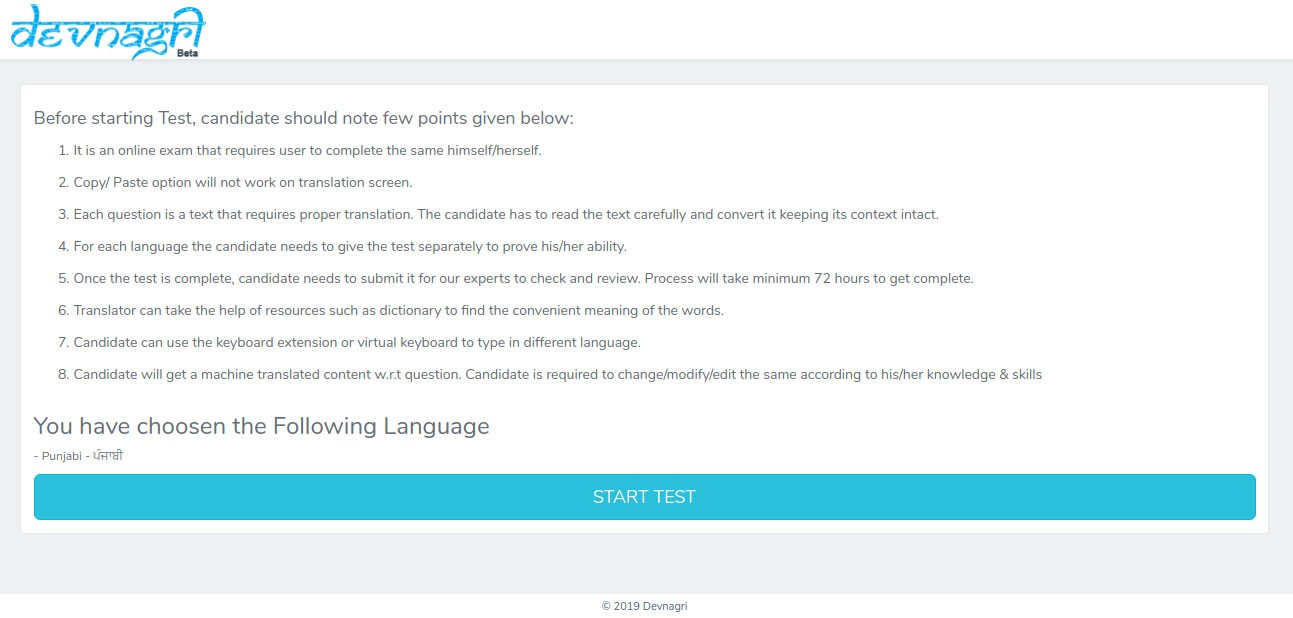 devnagri
Beta
Before starting Test, candidate should note few points given below:
1. It is an online exam that requires user to complete the same himself/herself.
2. Copy/ Paste option will not work on translation screen.
3. Each question is a text that requires proper translation. The candidate has to read the text carefully and convert it keeping its context intact.
4. For each language the candidate needs to give the test separately to prove his/her ability.
5. Once the test is complete, candidate needs to submit it for our experts to check and review. Process will take minimum 72 hours to get complete.
6. Translator can take the help of resources such as dictionary to find the convenient meaning of the words.
7. Candidate can use the keyboard extension or virtual keyboard to type in different language.
8. Candidate will get a machine translated content w.r.t question. Candidate is required to change/modify/edit the same according to his/her knowledge & skills
You have choosen the Following Language
- Punjabi - ਪੰਜਾਬੀ
START TEST
© 2019 Devnagri